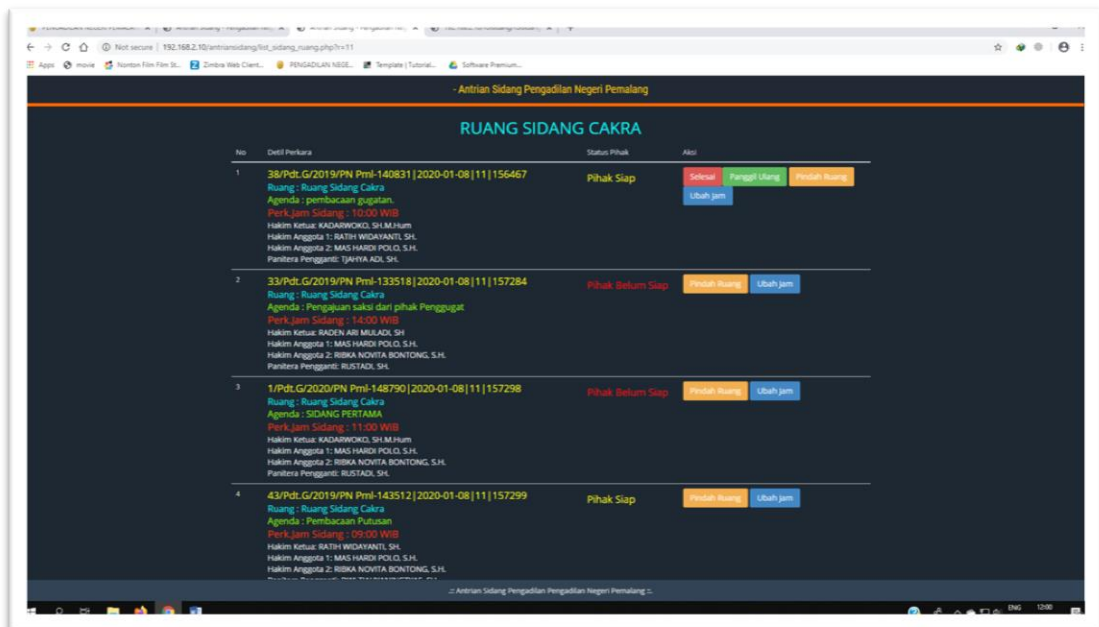 Not secure | 192.168.2.10/antriansidang/list_sidang_ruang.php?r=11
Apps movie Nonton Film Film St... Zimbra Web Client... PENGADILAN NEGE... Template | Tutorial... Software Premium...
- Antrian Sidang Pengadilan Negeri Pemalang
RUANG SIDANG CAKRA
No Detil Perkara Status Pihak Aksi
1 38/Pdt.G/2019/PN Pml-140831|2020-01-08|11|156467 Pihak Siap Selesai Panggil Ulang Pindah Ruang
Ubah Jam
Ruang : Ruang Sidang Cakra
Agenda : pembacaan gugatan.
Perk.Jam Sidang : 10:00 WIB
Hakim Ketua: KADARWOKO, SH.M.Hum
Hakim Anggota 1: RATIH WIDAYANTI, SH.
Hakim Anggota 2: MAS HARDI POLO, S.H.
Panitera Pengganti: TJAHYA ADI, SH.
2 33/Pdt.G/2019/PN Pml-133518|2020-01-08|11|157284 Pihak Belum Siap Pindah Ruang Ubah Jam
Ruang : Ruang Sidang Cakra
Agenda : Pengajuan saksi dari pihak Penggugat
Perk.Jam Sidang : 14:00 WIB
Hakim Ketua: RADEN ARI MULADI, SH
Hakim Anggota 1: MAS HARDI POLO, S.H.
Hakim Anggota 2: RIBKA NOVITA BONTONG, S.H.
Panitera Pengganti: RUSTADI, SH.
3 1/Pdt.G/2020/PN Pml-148790|2020-01-08|11|157298 Pihak Belum Siap Pindah Ruang Ubah Jam
Ruang : Ruang Sidang Cakra
Agenda : SIDANG PERTAMA
Perk.Jam Sidang : 11:00 WIB
Hakim Ketua: KADARWOKO, SH.M.Hum
Hakim Anggota 1: MAS HARDI POLO, S.H.
Hakim Anggota 2: RIBKA NOVITA BONTONG, S.H.
Panitera Pengganti: RUSTADI, SH.
4 43/Pdt.G/2019/PN Pml-143512|2020-01-08|11|157299 Pihak Siap Pindah Ruang Ubah Jam
Ruang : Ruang Sidang Cakra
Agenda : Pembacaan Putusan
Perk.Jam Sidang : 09:00 WIB
Hakim Ketua: RATIH WIDAYANTI, SH.
Hakim Anggota 1: MAS HARDI POLO, S.H.
Hakim Anggota 2: RIBKA NOVITA BONTONG, S.H.
.:: Antrian Sidang Pengadilan Pengadilan Negeri Pemalang ::.
ENG 12:00